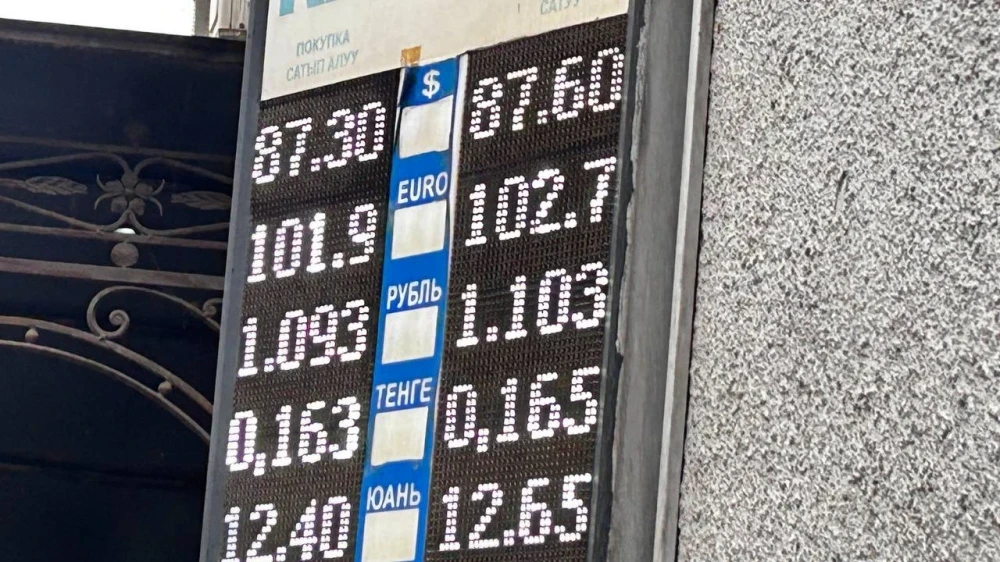 САТУУ
ПОКУПКА
САТЫП АЛУУ
87.30 $ 87.60
101.9 EURO 102.7
1.093 РУБЛЬ 1.103
0,163 ТЕНГЕ 0,165
12.40 ЮАНЬ 12.65